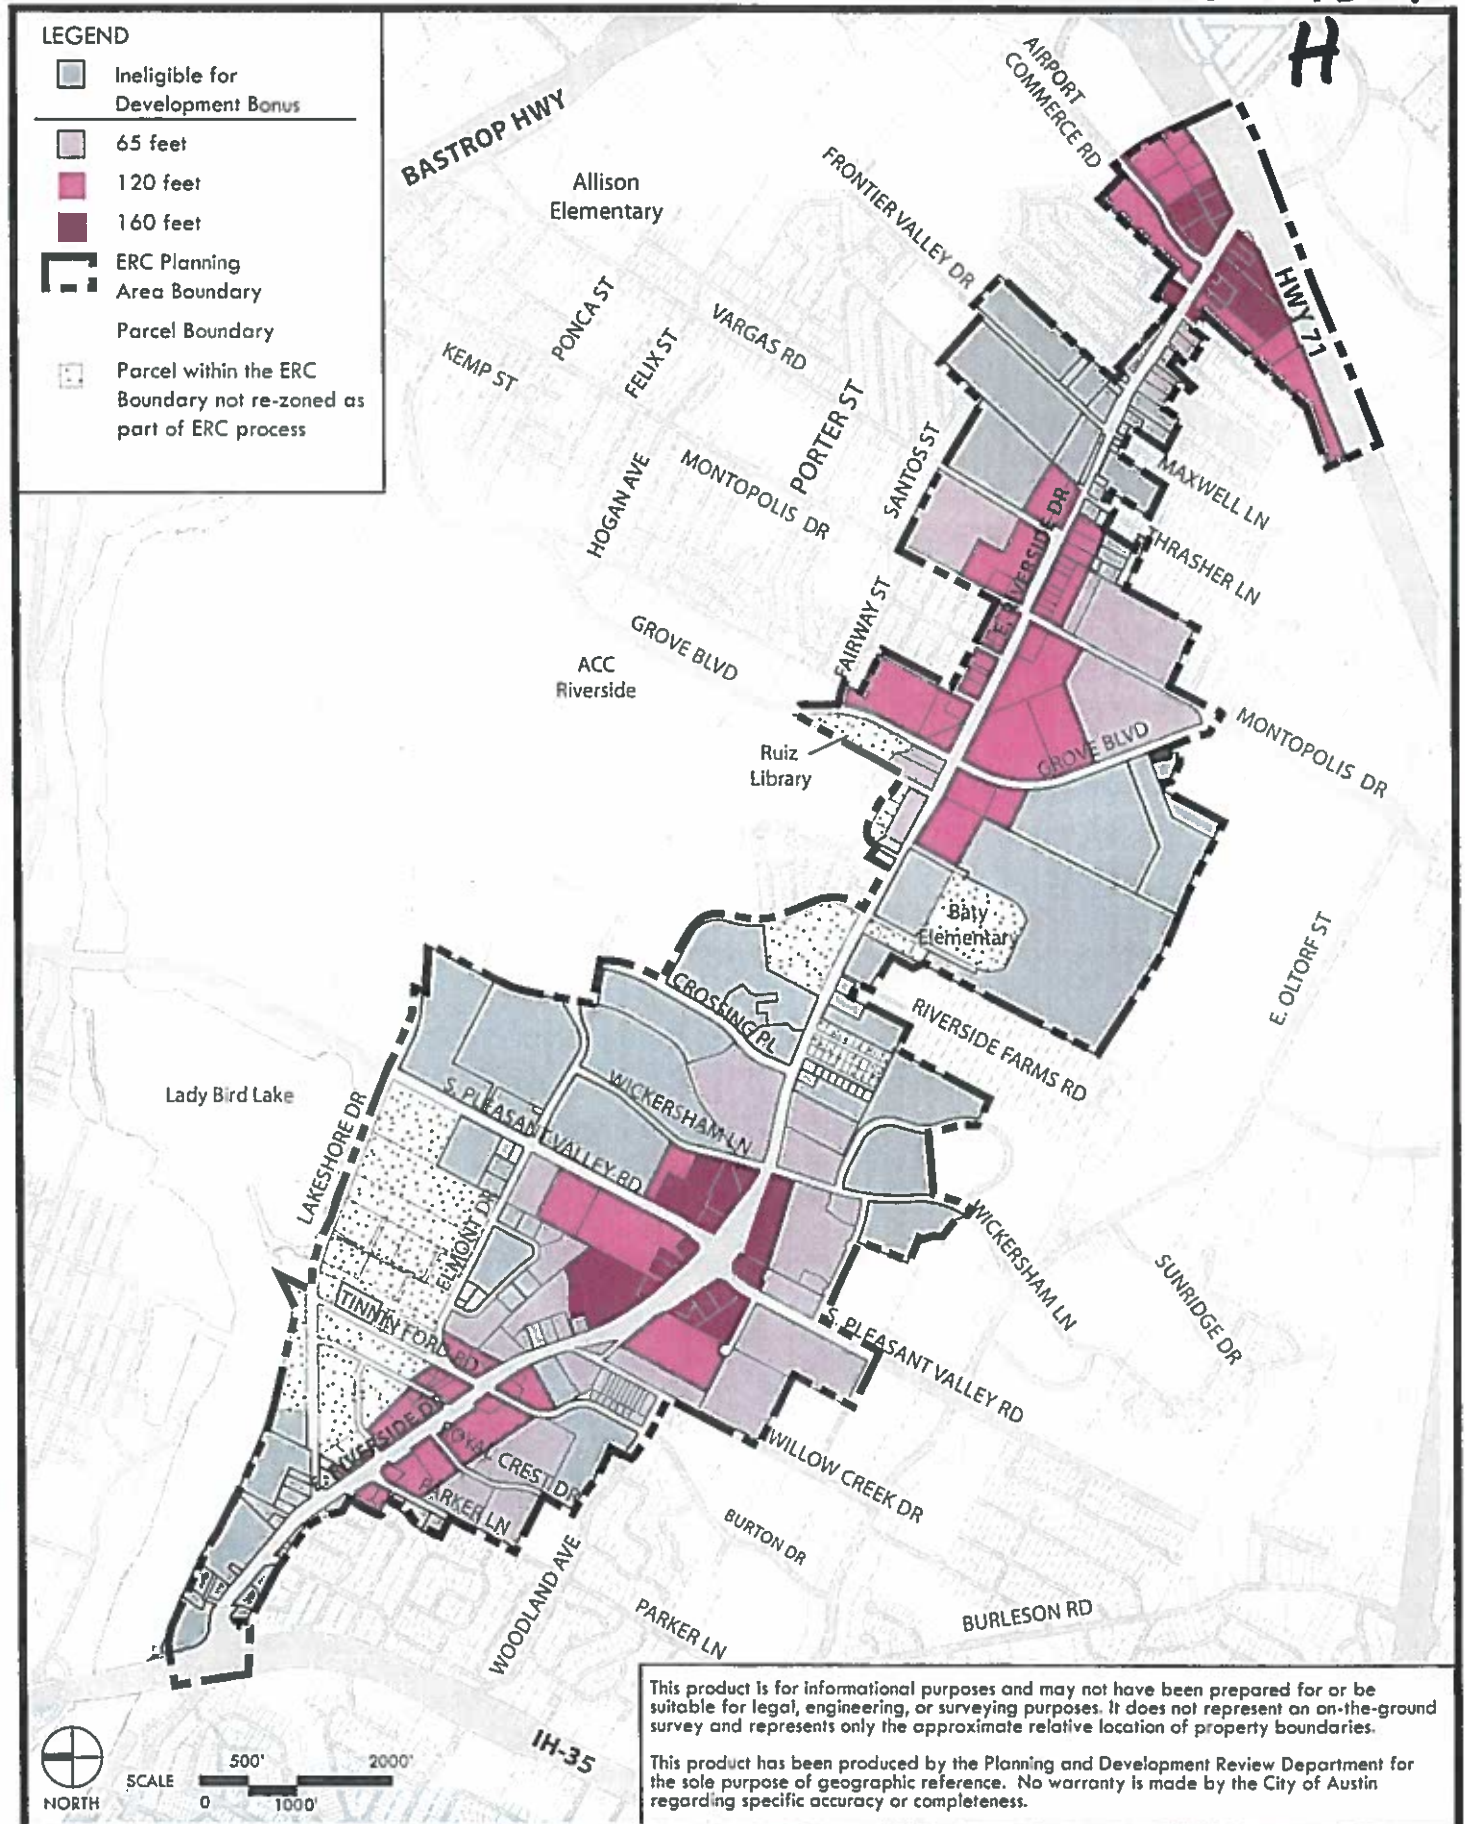 H
LEGEND
Ineligible for
Development Bonus
65 feet
120 feet
160 feet
ERC Planning
Area Boundary
Parcel Boundary
Parcel within the ERC
Boundary not re-zoned as
part of ERC process
BASTROP HWY
AIRPORT
COMMERCE RD
Allison
Elementary
FRONTIER VALLEY DR
HWY 71
PONCA ST
VARGAS RD
KEMP ST
FELIX ST
PORTER ST
SANTOS ST
MONTOPOLIS DR
HOGAN AVE
MAXWELL LN
THRASHER LN
E. RIVERSIDE DR
FAIRWAY ST
GROVE BLVD
ACC
Riverside
Ruiz
Library
GROVE BLVD
MONTOPOLIS DR
Baty
Elementary
E. OLTORF ST
CROSSING PL
RIVERSIDE FARMS RD
Lady Bird Lake
LAKESHORE DR
S. PLEASANT VALLEY RD
WICKERSHAM LN
ELMONT DR
WICKERSHAM LN
SUNRIDGE DR
TINNIN FORD RD
S. PLEASANT VALLEY RD
RIVERSIDE DR
ROYAL CREST DR
PARKER LN
WILLOW CREEK DR
BURTON DR
WOODLAND AVE
PARKER LN
BURLESON RD
IH-35
NORTH
SCALE
500'
2000'
0
1000'
This product is for informational purposes and may not have been prepared for or be
suitable for legal, engineering, or surveying purposes. It does not represent an on-the-ground
survey and represents only the approximate relative location of property boundaries.
This product has been produced by the Planning and Development Review Department for
the sole purpose of geographic reference. No warranty is made by the City of Austin
regarding specific accuracy or completeness.